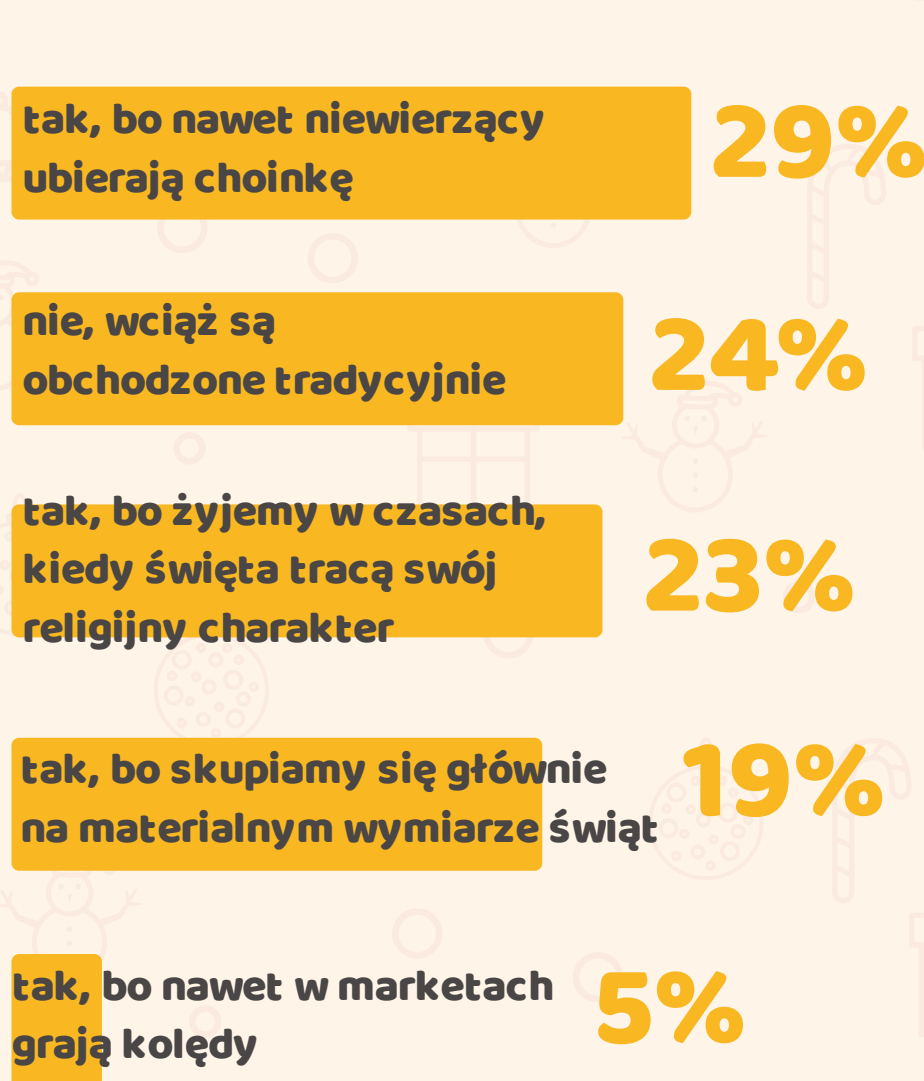 tak, bo nawet niewierzący
ubierają choinkę
29%
nie, wciąż są
obchodzone tradycyjnie
24%
tak, bo żyjemy w czasach,
kiedy święta tracą swój
religijny charakter
23%
tak, bo skupiamy się głównie
na materialnym wymiarze świąt
19%
tak, bo nawet w marketach
grają kolędy
5%